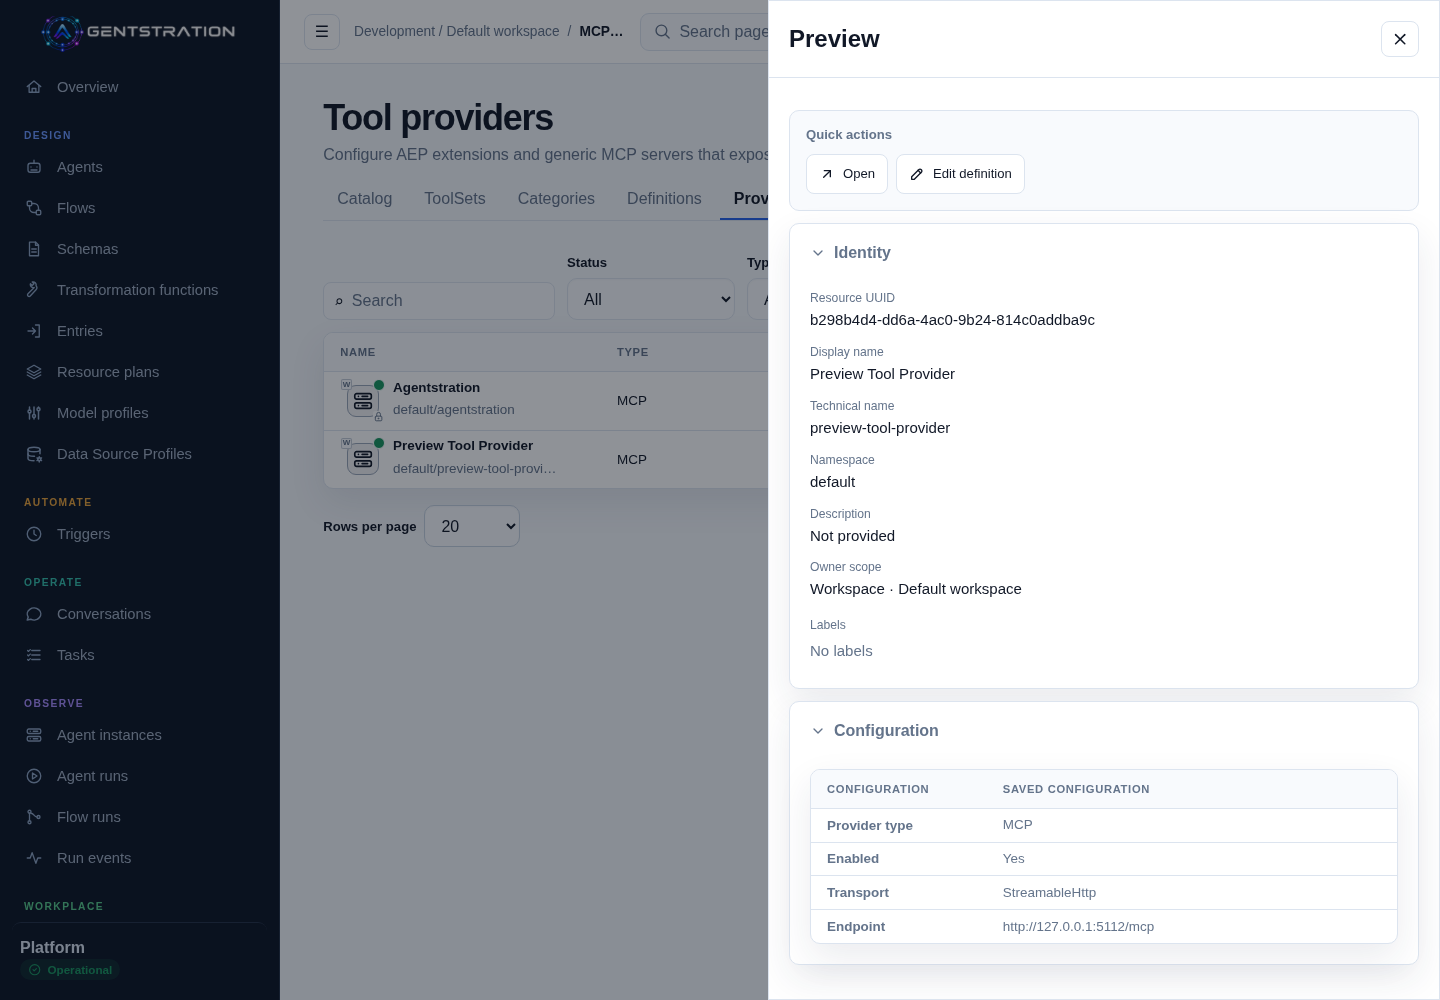 GENTSTRATION
Overview
DESIGN
Agents
Flows
Schemas
Transformation functions
Entries
Resource plans
Model profiles
Data Source Profiles
AUTOMATE
Triggers
OPERATE
Conversations
Tasks
OBSERVE
Agent instances
Agent runs
Flow runs
Run events
WORKPLACE
Platform
Operational
Development / Default workspace / MCP...
Search page
Tool providers
Configure AEP extensions and generic MCP servers that expos
Catalog ToolSets Categories Definitions Prov
Status Typ
Search All A
NAME TYPE
W Agentstration
default/agentstration MCP
W Preview Tool Provider
default/preview-tool-provi... MCP
Rows per page 20
Preview
Quick actions
Open Edit definition
Identity
Resource UUID
b298b4d4-dd6a-4ac0-9b24-814c0addba9c
Display name
Preview Tool Provider
Technical name
preview-tool-provider
Namespace
default
Description
Not provided
Owner scope
Workspace · Default workspace
Labels
No labels
Configuration
CONFIGURATION SAVED CONFIGURATION
Provider type MCP
Enabled Yes
Transport StreamableHttp
Endpoint http://127.0.0.1:5112/mcp